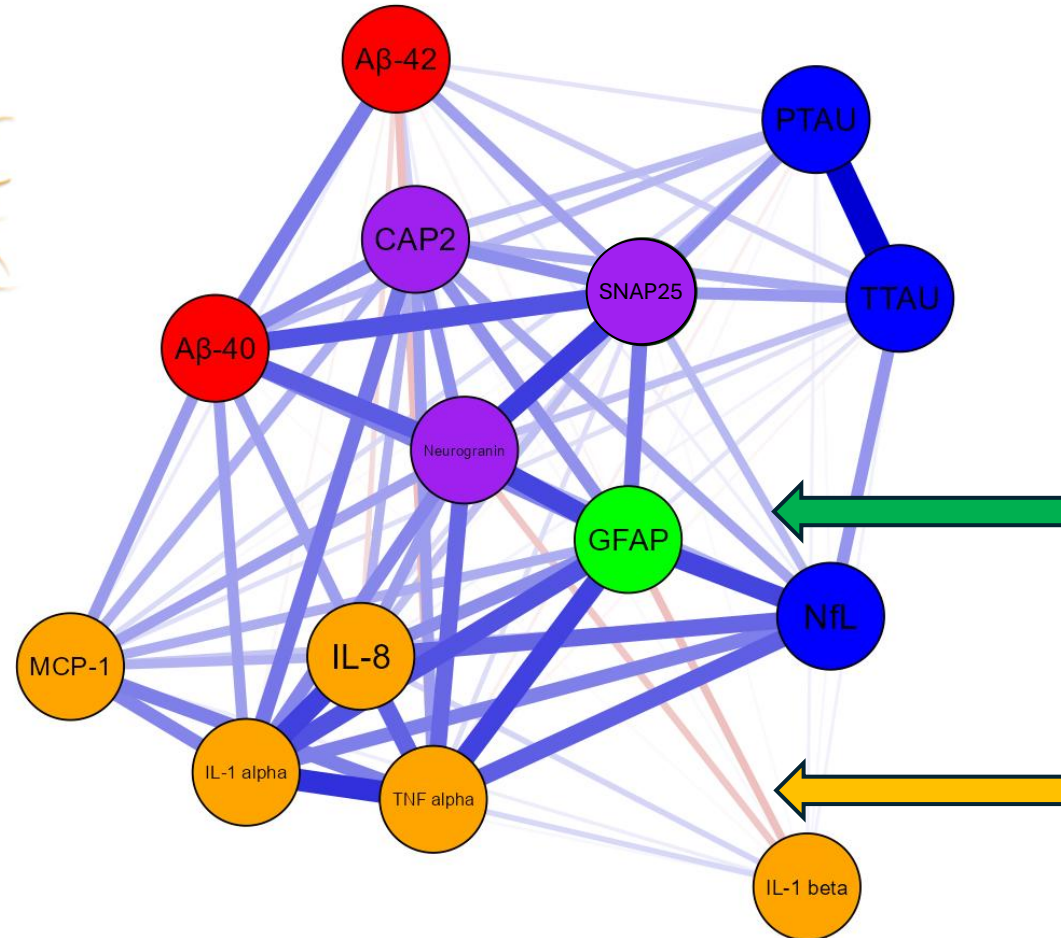 Aβ-42
PTAU
CAP2
SNAP25
TTAU
Aβ-40
Neurogranin
GFAP
NfL
IL-8
MCP-1
IL-1 alpha
TNF alpha
IL-1 beta